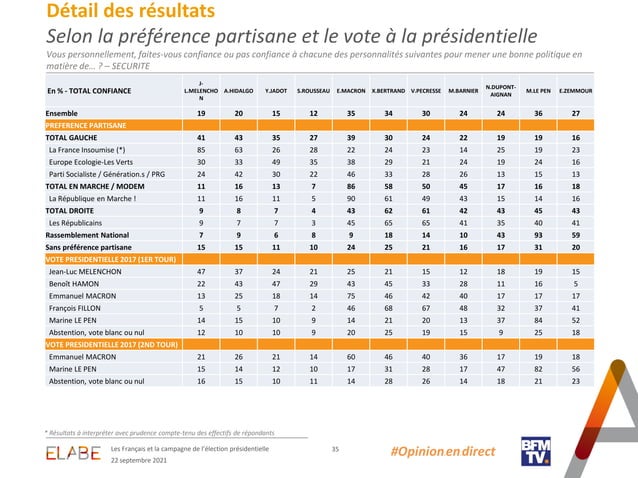 Détail des résultats
Selon la préférence partisane et le vote à la présidentielle
Vous personnellement, faites-vous confiance ou pas confiance à chacune des personnalités suivantes pour mener une bonne politique en
matière de... ? – SECURITE
En % - TOTAL CONFIANCE J-L.MELENCHON A.HIDALGO Y.JADOT S.ROUSSEAU E.MACRON X.BERTRAND V.PECRESSE M.BARNIER N.DUPONT-AIGNAN M.LE PEN E.ZEMMOUR
Ensemble 19 20 15 12 35 34 30 24 24 36 27
PREFERENCE PARTISANE
TOTAL GAUCHE 41 43 35 27 39 30 24 22 19 19 16
La France Insoumise (*) 85 63 26 28 22 24 23 14 25 19 23
Europe Ecologie-Les Verts 30 33 49 35 38 29 21 24 19 24 16
Parti Socialiste / Génération.s / PRG 24 42 30 22 46 33 28 26 13 15 13
TOTAL EN MARCHE / MODEM 11 16 13 7 86 58 50 45 17 16 18
La République en Marche ! 11 16 11 5 90 61 49 43 15 14 16
TOTAL DROITE 9 8 7 4 43 62 61 42 43 45 43
Les Républicains 9 7 7 3 45 65 65 41 35 40 41
Rassemblement National 7 9 6 8 9 18 14 10 43 93 59
Sans préférence partisane 15 15 11 10 24 25 21 16 17 31 20
VOTE PRESIDENTIELLE 2017 (1ER TOUR)
Jean-Luc MELENCHON 47 37 24 21 25 21 15 12 18 19 15
Benoît HAMON 22 43 47 29 43 45 33 28 11 16 5
Emmanuel MACRON 13 25 18 14 75 46 42 40 17 17 17
François FILLON 5 5 7 2 46 68 67 48 32 37 41
Marine LE PEN 14 15 10 9 14 21 20 13 37 84 52
Abstention, vote blanc ou nul 12 10 10 9 20 25 19 15 9 25 18
VOTE PRESIDENTIELLE 2017 (2ND TOUR)
Emmanuel MACRON 21 26 21 14 60 46 40 36 17 19 18
Marine LE PEN 15 14 12 10 17 31 28 17 47 82 56
Abstention, vote blanc ou nul 16 15 10 11 14 28 26 14 18 21 23
* Résultats à interpréter avec prudence compte-tenu des effectifs de répondants
ELABE
Les Français et la campagne de l'élection présidentielle
22 septembre 2021
35
#Opinion en direct
BFM
TV.